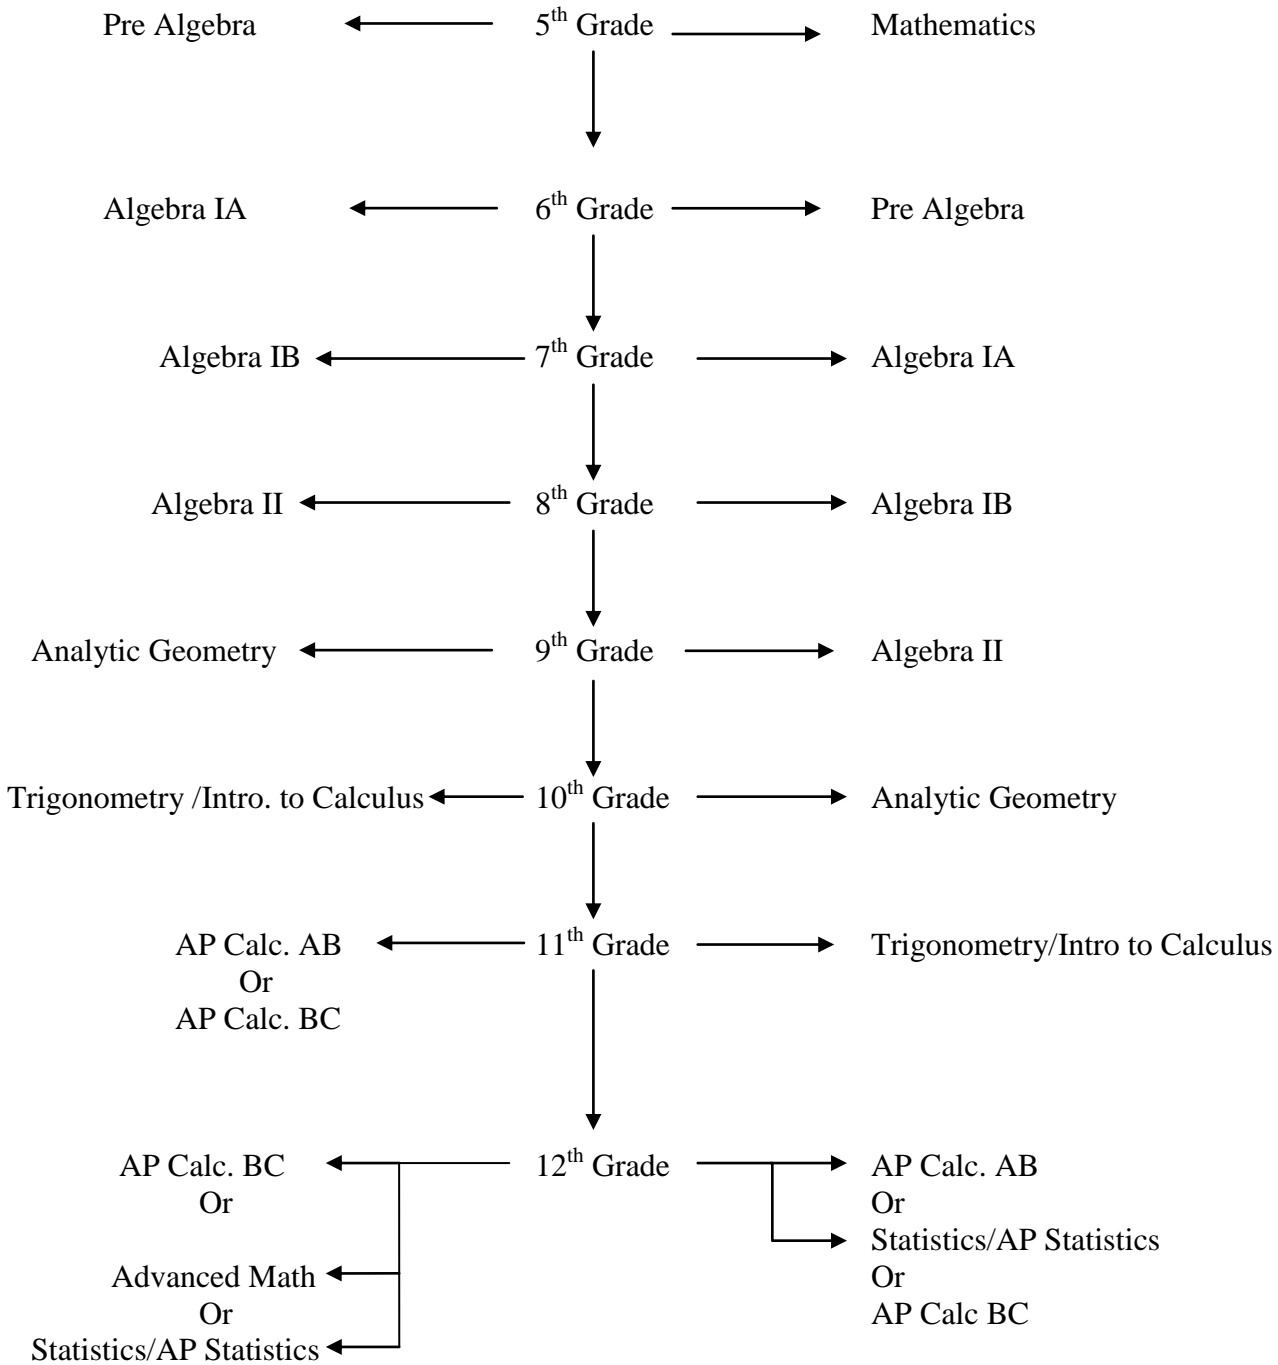 Pre Algebra 5th Grade Mathematics
Algebra IA 6th Grade Pre Algebra
Algebra IB 7th Grade Algebra IA
Algebra II 8th Grade Algebra IB
Analytic Geometry 9th Grade Algebra II
Trigonometry /Intro. to Calculus 10th Grade Analytic Geometry
AP Calc. AB 11th Grade Trigonometry/Intro to Calculus
Or
AP Calc. BC
AP Calc. BC 12th Grade AP Calc. AB
Or Or
Statistics/AP Statistics
Advanced Math Or
Or AP Calc BC
Statistics/AP Statistics